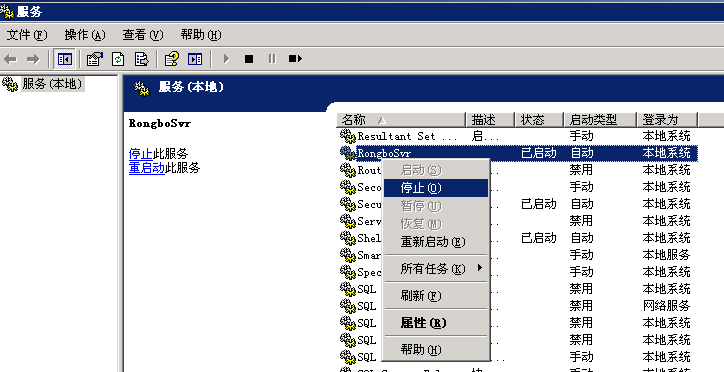 服务
文件(F) 操作(A) 查看(V) 帮助(H)
服务(本地)
服务(本地)
RongboSvr
停止此服务
重启动此服务
名称 描述 状态 启动类型 登录为
Resultant Set ... 启... 手动 本地系统
RongboSvr 已启动 自动 本地系统
Rout 禁用 本地系统
Seco 手动 本地系统
Secu 已启动 自动 本地系统
Serv 禁用 本地系统
Shel 已启动 自动 本地系统
Smar 手动 本地服务
Spec 手动 本地系统
SQL 禁用 本地系统
SQL 禁用 网络服务
SQL 禁用 本地系统
SQL 禁用 本地系统
SQL 手动 本地系统
启动(S)
停止(O)
暂停(U)
恢复(M)
重新启动(E)
所有任务(K)
刷新(F)
属性(R)
帮助(H)